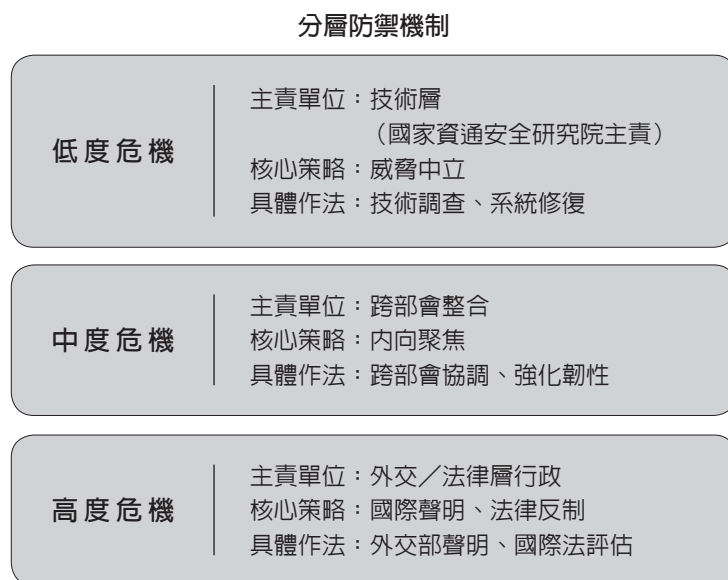 分層防禦機制
低度危機
主責單位：技術層
（國家資通安全研究院主責）
核心策略：威脅中立
具體作法：技術調查、系統修復
中度危機
主責單位：跨部會整合
核心策略：內向聚焦
具體作法：跨部會協調、強化韌性
高度危機
主責單位：外交／法律層行政
核心策略：國際聲明、法律反制
具體作法：外交部聲明、國際法評估